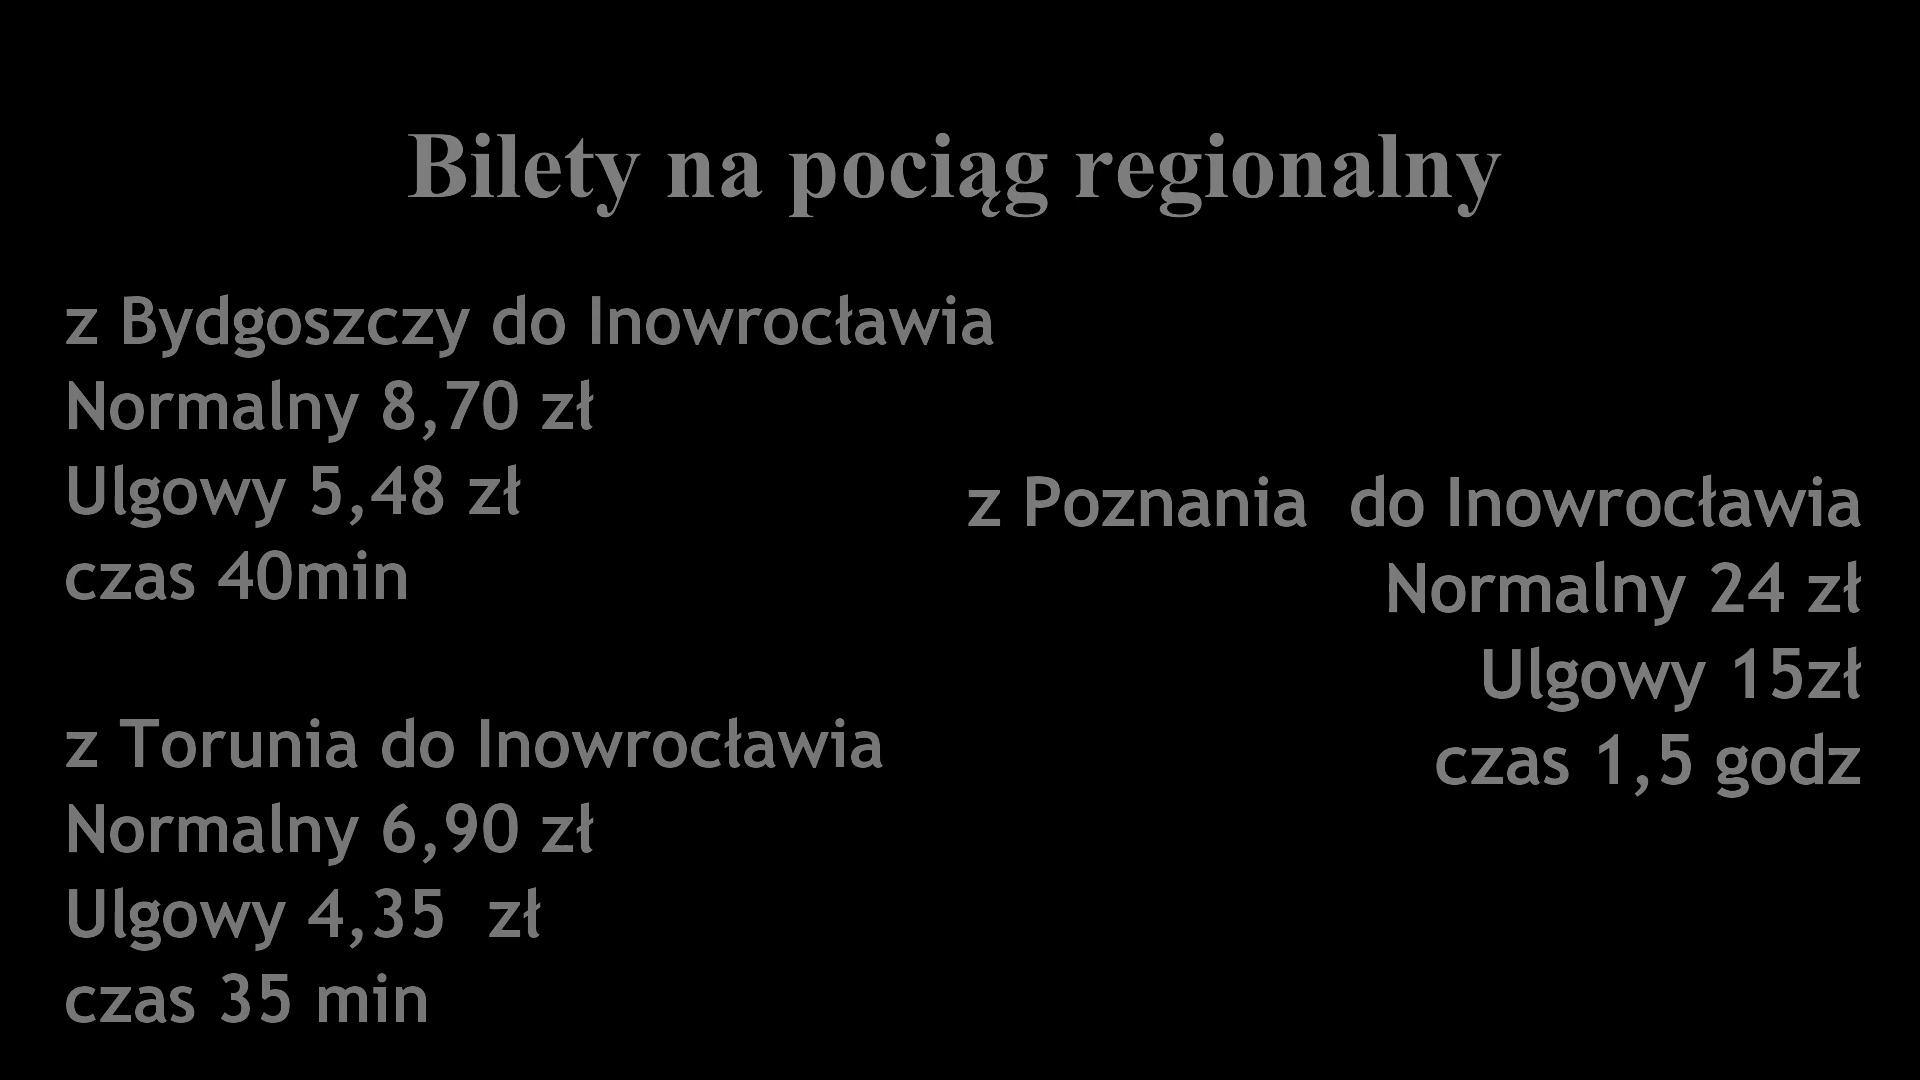 Bilety na pociąg regionalny
z Bydgoszczy do Inowrocławia
Normalny 8,70 zł
Ulgowy 5,48 zł
czas 40min
z Torunia do Inowrocławia
Normalny 6,90 zł
Ulgowy 4,35  zł
czas 35 min
z Poznania  do Inowrocławia
Normalny 24 zł
Ulgowy 15zł
czas 1,5 godz